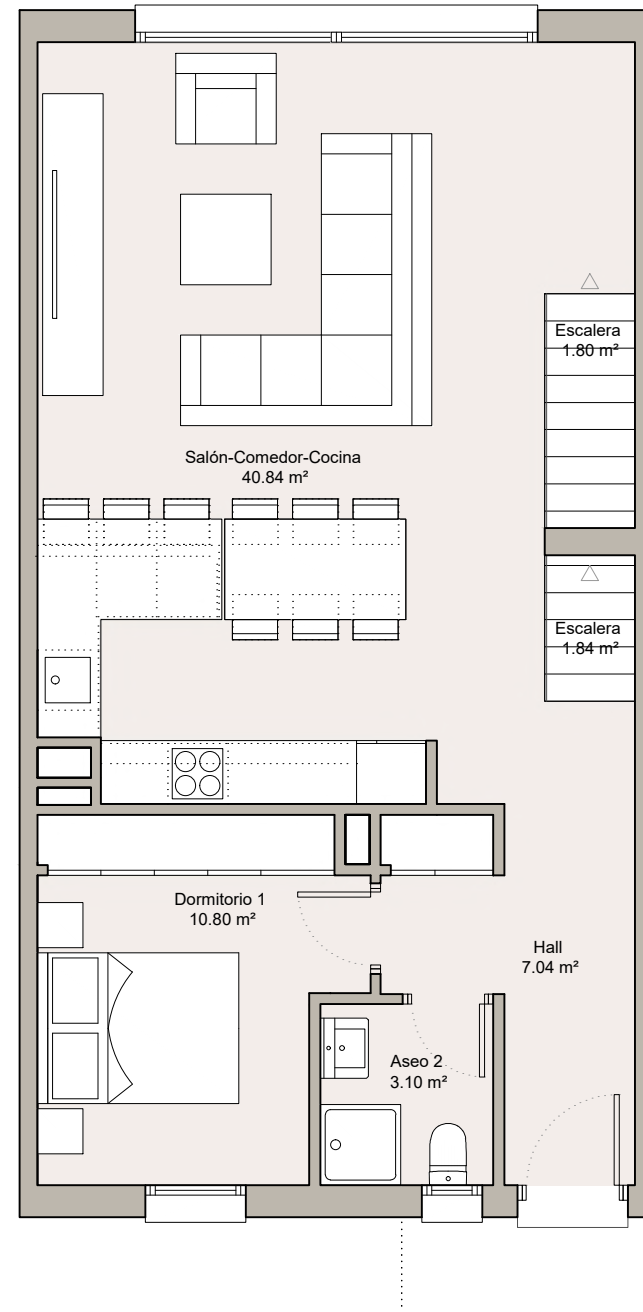 Escalera
1.80 m²
Salón-Comedor-Cocina
40.84 m²
Escalera
1.84 m²
Dormitorio 1
10.80 m²
Hall
7.04 m²
Aseo 2
3.10 m²